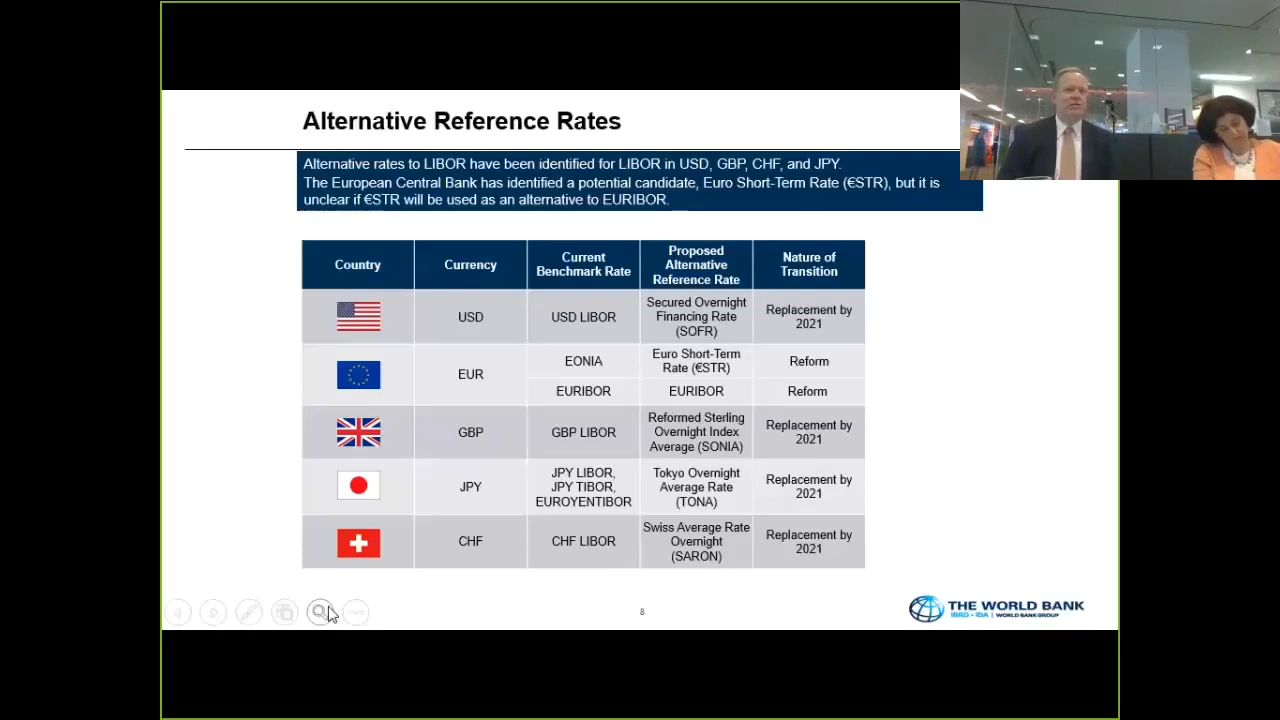 Alternative Reference Rates
Alternative rates to LIBOR have been identified for LIBOR in USD, GBP, CHF, and JPY.
The European Central Bank has identified a potential candidate, Euro Short-Term Rate (€STR), but it is
unclear if €STR will be used as an alternative to EURIBOR.
Country
Currency
Current
Benchmark Rate
Proposed
Alternative
Reference Rate
Nature of
Transition
USD
USD LIBOR
Secured Overnight
Financing Rate
(SOFR)
Replacement by
2021
EUR
EONIA
Euro Short-Term
Rate (€STR)
Reform
EURIBOR
EURIBOR
Reform
GBP
GBP LIBOR
Reformed Sterling
Overnight Index
Average (SONIA)
Replacement by
2021
JPY
JPY LIBOR,
JPY TIBOR,
EUROYENTIBOR
Tokyo Overnight
Average Rate
(TONA)
Replacement by
2021
CHF
CHF LIBOR
Swiss Average Rate
Overnight
(SARON)
Replacement by
2021
8
THE WORLD BANK
IBRD • IDA | WORLD BANK GROUP